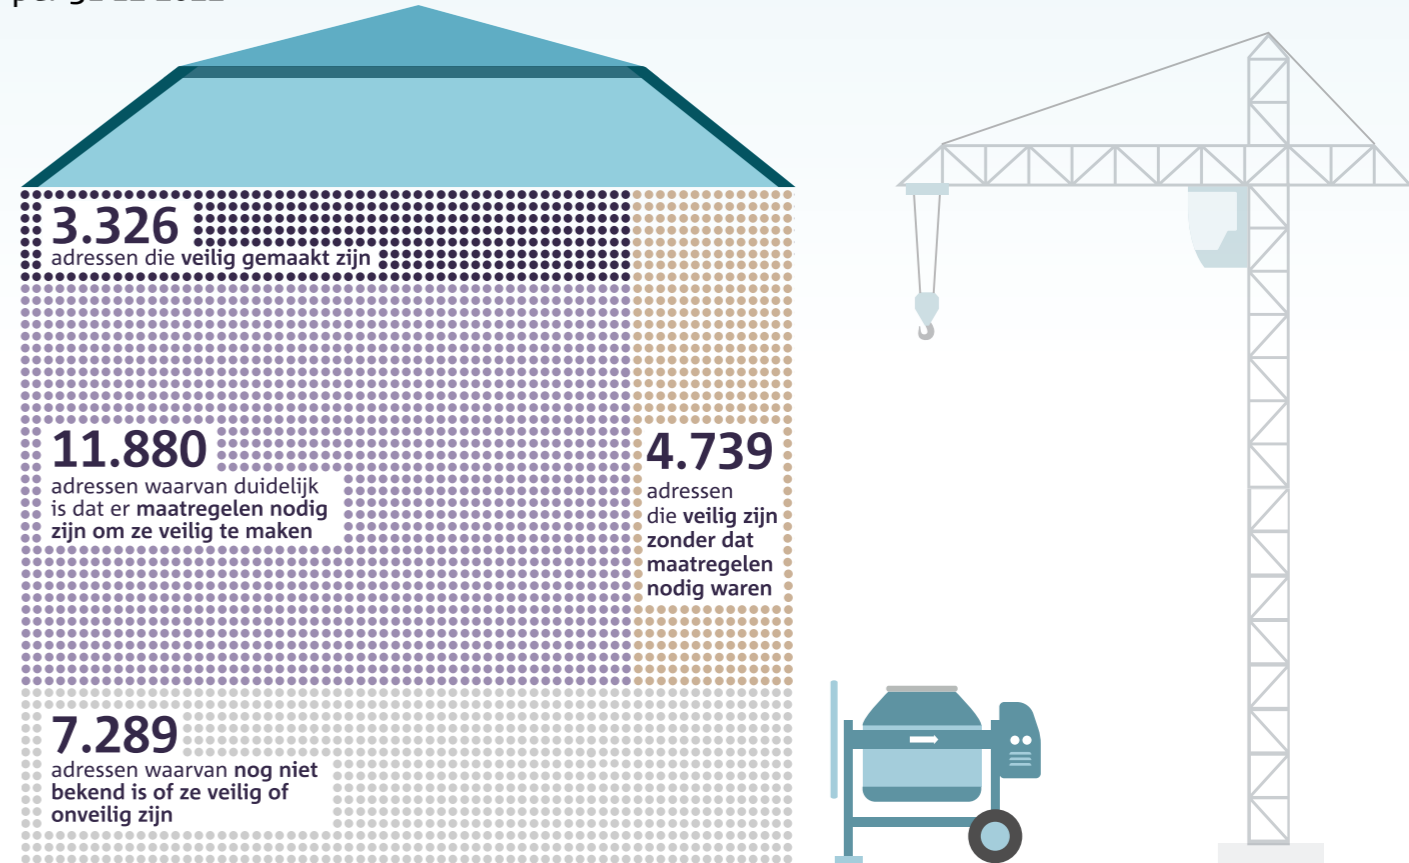 3.326
adressen die veilig gemaakt zijn
11.880
adressen waarvan duidelijk
is dat er maatregelen nodig
zijn om ze veilig te maken
4.739
adressen
die veilig zijn
zonder dat
maatregelen
nodig waren
7.289
adressen waarvan nog niet
bekend is of ze veilig of
onveilig zijn